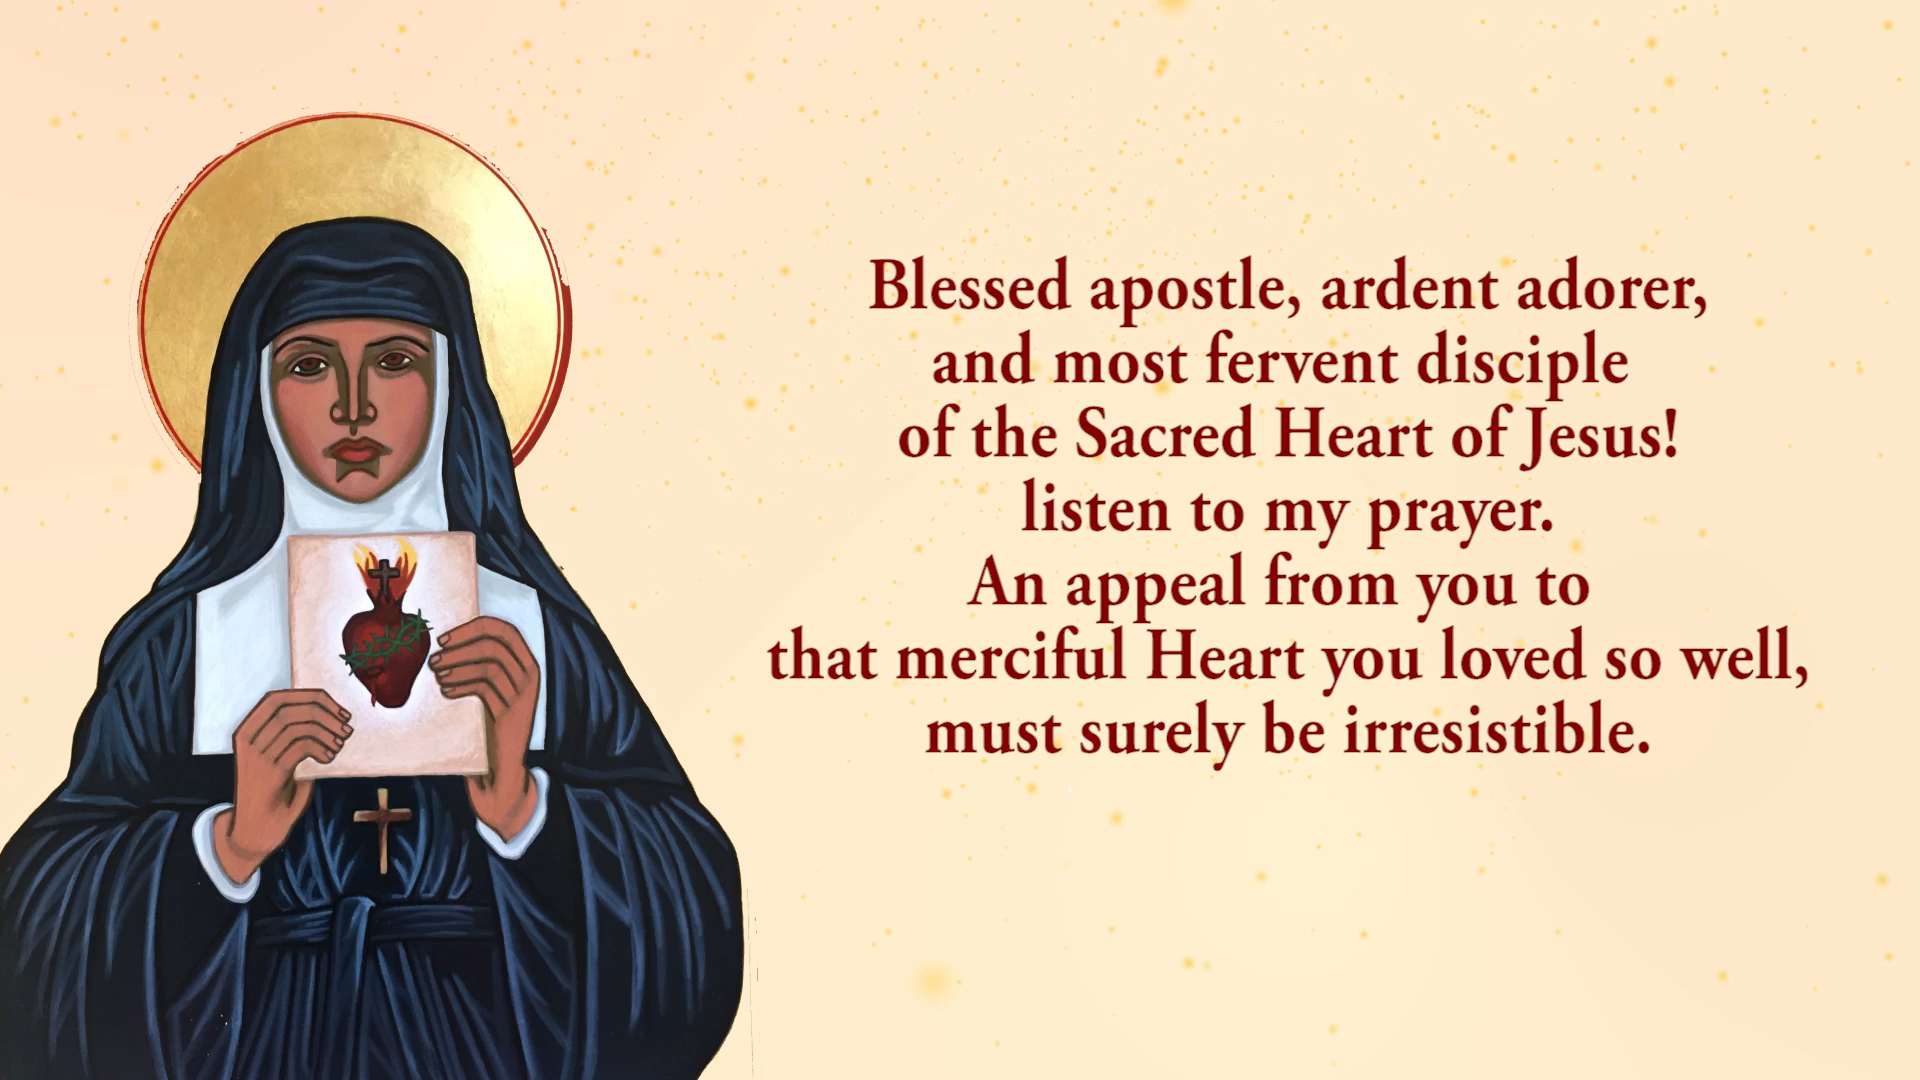 Blessed apostle, ardent adorer,
and most fervent disciple
of the Sacred Heart of Jesus!
listen to my prayer.
An appeal from you to
that merciful Heart you loved so well,
must surely be irresistible.